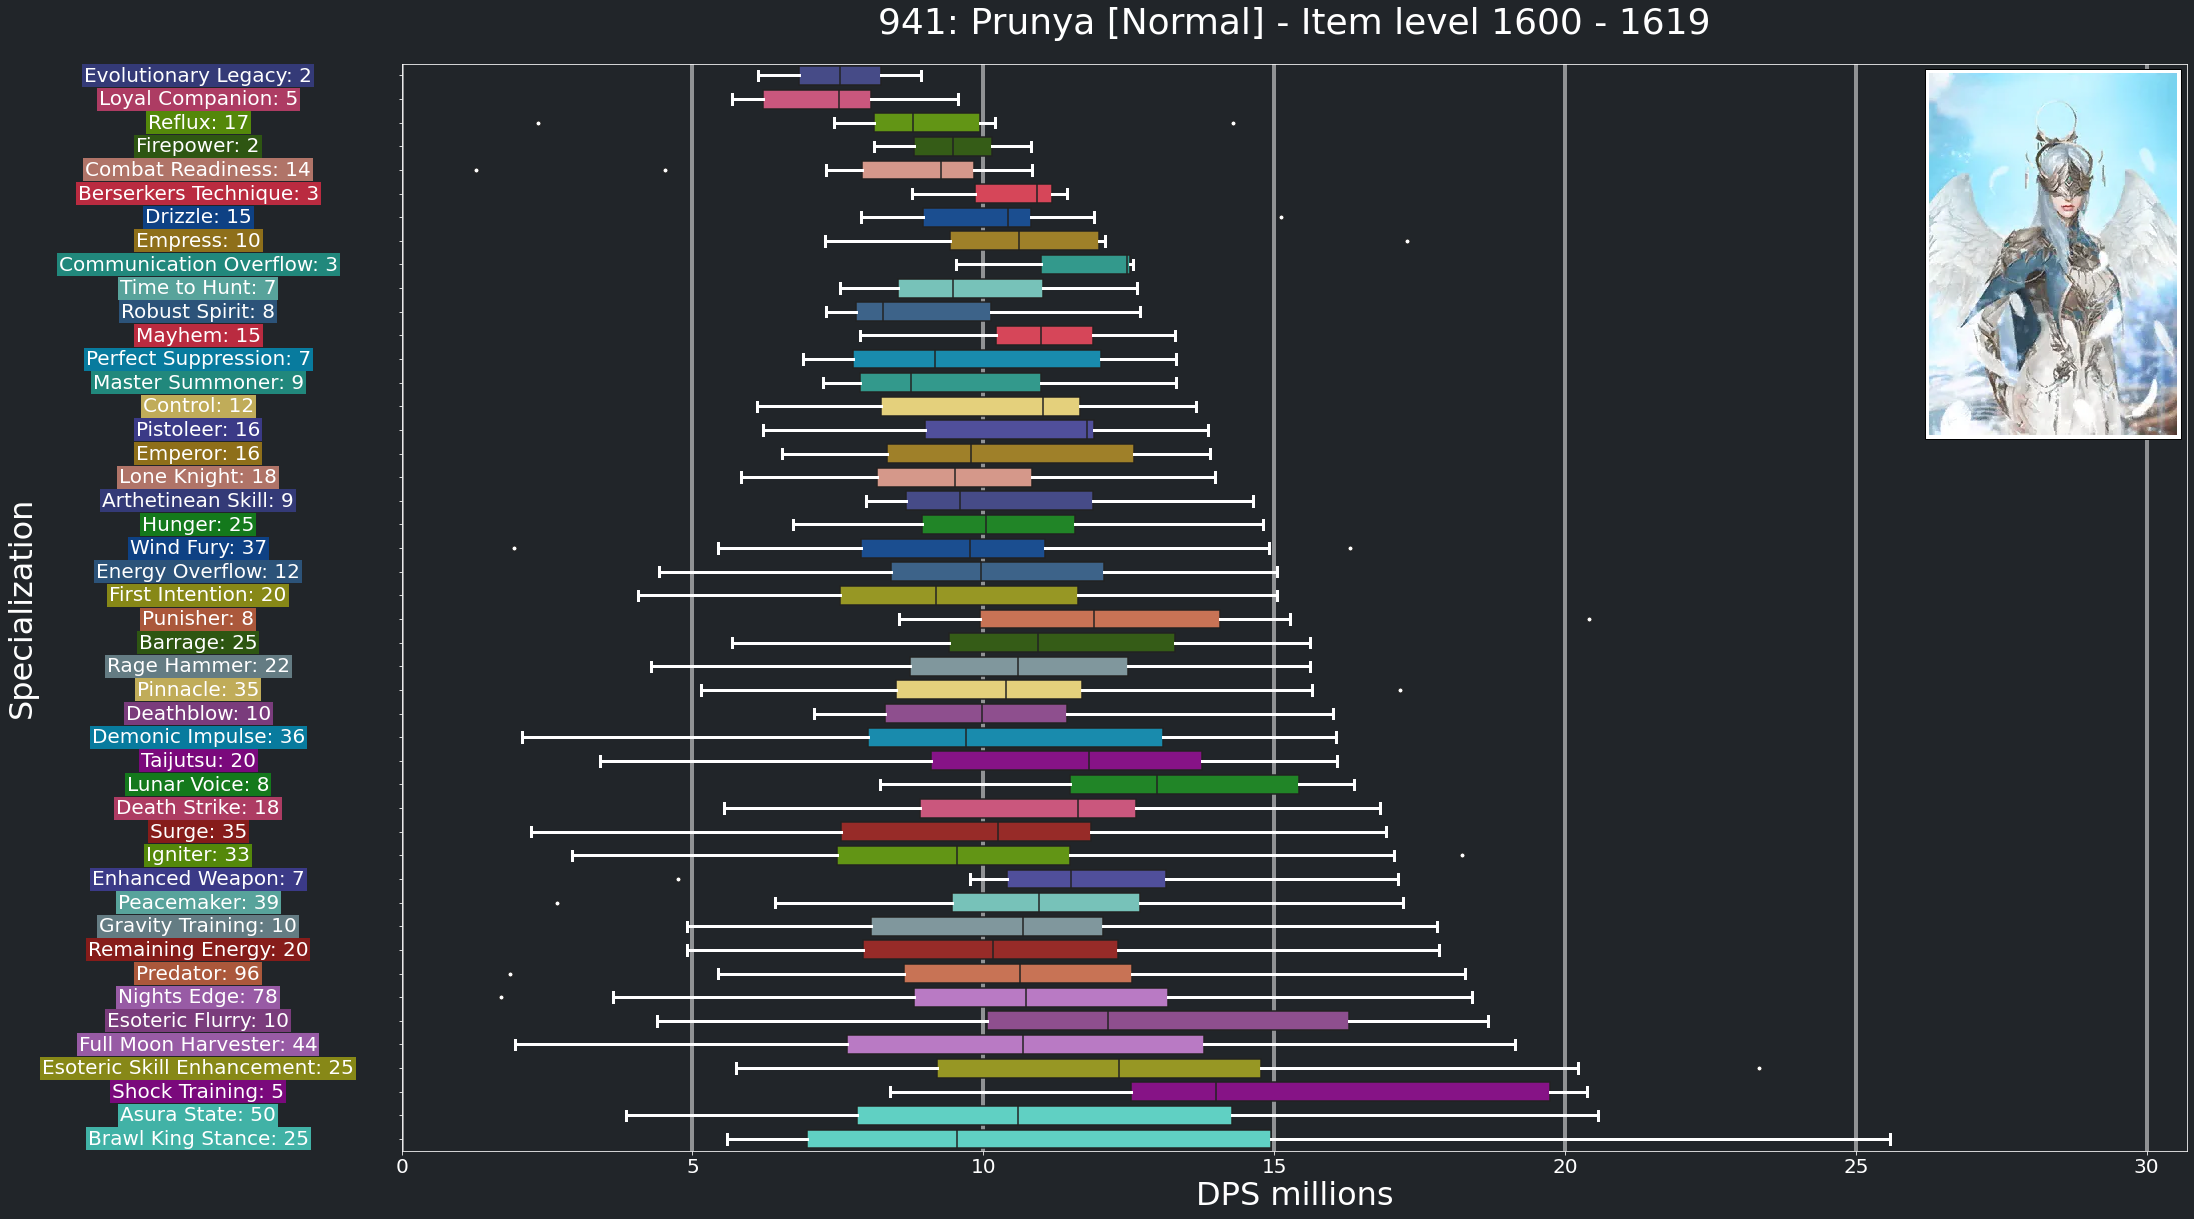 941: Prunya [Normal] - Item level 1600 - 1619
Evolutionary Legacy: 2
Loyal Companion: 5
Reflux: 17
Firepower: 2
Combat Readiness: 14
Berserkers Technique: 3
Drizzle: 15
Empress: 10
Communication Overflow: 3
Time to Hunt: 7
Robust Spirit: 8
Mayhem: 15
Perfect Suppression: 7
Master Summoner: 9
Control: 12
Pistoleer: 16
Emperor: 16
Lone Knight: 18
Arthetinean Skill: 9
Hunger: 25
Wind Fury: 37
Energy Overflow: 12
First Intention: 20
Punisher: 8
Barrage: 25
Rage Hammer: 22
Pinnacle: 35
Deathblow: 10
Demonic Impulse: 36
Taijutsu: 20
Lunar Voice: 8
Death Strike: 18
Surge: 35
Igniter: 33
Enhanced Weapon: 7
Peacemaker: 39
Gravity Training: 10
Remaining Energy: 20
Predator: 96
Nights Edge: 78
Esoteric Flurry: 10
Full Moon Harvester: 44
Esoteric Skill Enhancement: 25
Shock Training: 5
Asura State: 50
Brawl King Stance: 25
Specialization
0 5 10 15 20 25 30
DPS millions